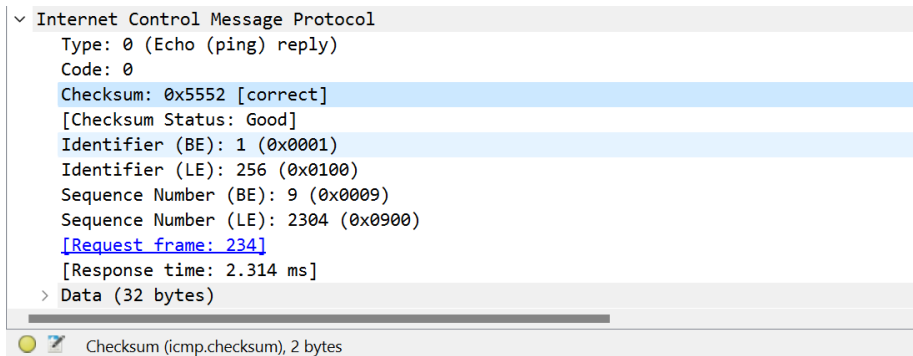 Internet Control Message Protocol
Type: 0 (Echo (ping) reply)
Code: 0
Checksum: 0x5552 [correct]
[Checksum Status: Good]
Identifier (BE): 1 (0x0001)
Identifier (LE): 256 (0x0100)
Sequence Number (BE): 9 (0x0009)
Sequence Number (LE): 2304 (0x0900)
[Request frame: 234]
[Response time: 2.314 ms]
Data (32 bytes)
Checksum (icmp.checksum), 2 bytes